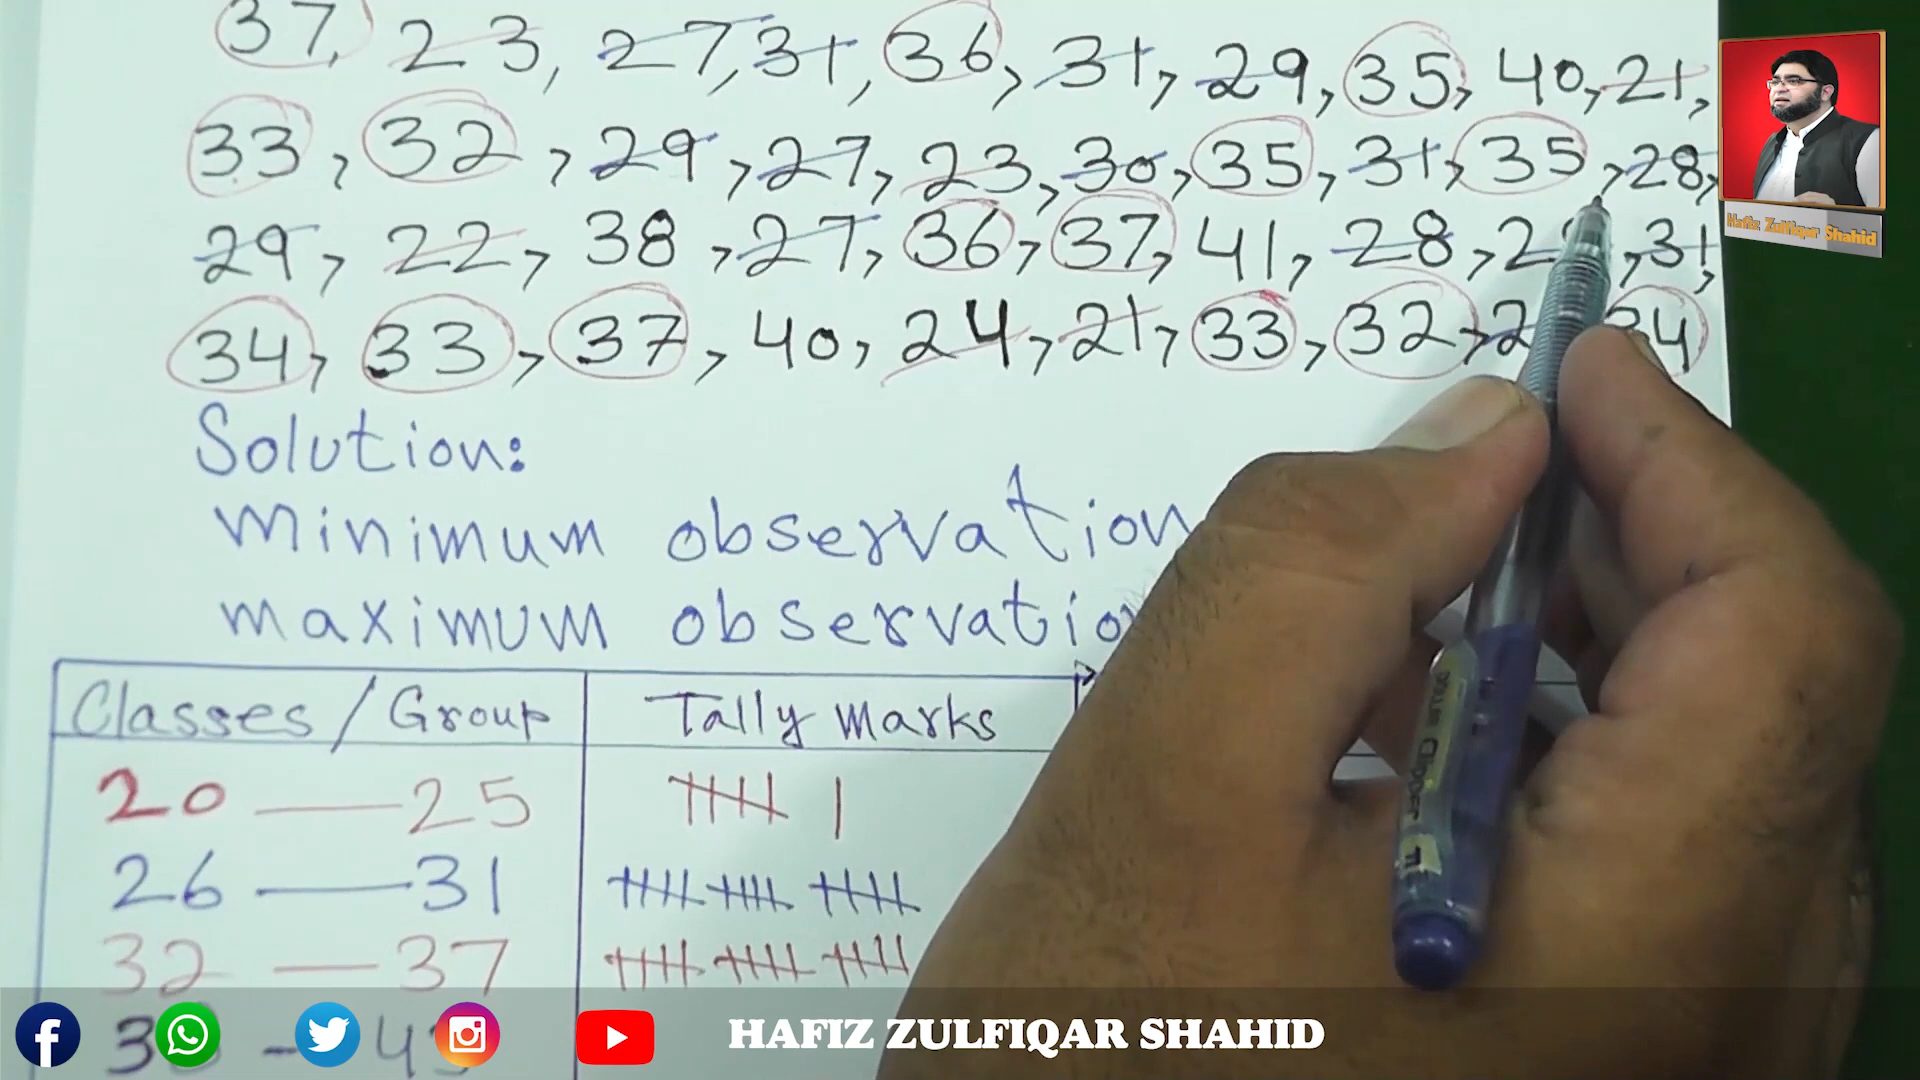 37, 23, 27, 31, 36, 31, 29, 35, 40, 21,
33, 32, 29, 27, 23, 30, 35, 31, 35, 28,
29, 22, 38, 27, 36, 37, 41, 28, , 31,
34, 33, 37, 40, 24, 21, 33, 32,
Solution:
minimum observation
maximum observation
Classes / Group Tally marks
20 — 25
26 — 31
32 — 37
Hafiz Zulfiqar Shahid
HAFIZ ZULFIQAR SHAHID